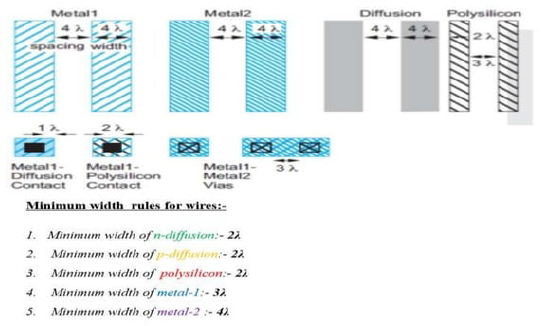 Metal1 Metal2 Diffusion Polysilicon
4 λ 4 λ 4 λ 4 λ 4 λ 4 λ 2 λ
spacing width
3 λ
1 λ 2 λ
3 λ
Metal1-
Diffusion
Contact
Metal1-
Polysilicon
Contact
Metal1-
Metal2
Vias
Minimum width rules for wires:-
1. Minimum width of n-diffusion:- 2λ
2. Minimum width of p-diffusion:- 2λ
3. Minimum width of polysilicon:- 2λ
4. Minimum width of metal-1:- 3λ
5. Minimum width of metal-2 :- 4λ